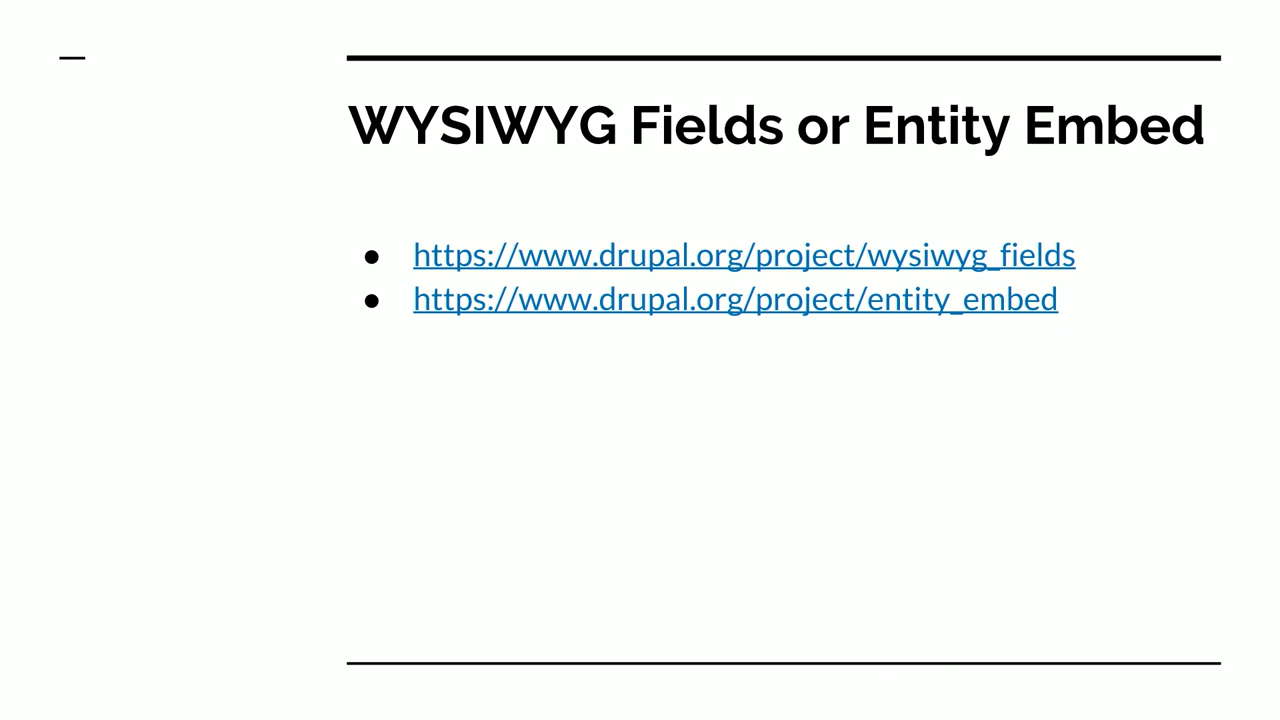 WYSIWYG Fields or Entity Embed
● https://www.drupal.org/project/wysiwyg_fields
● https://www.drupal.org/project/entity_embed